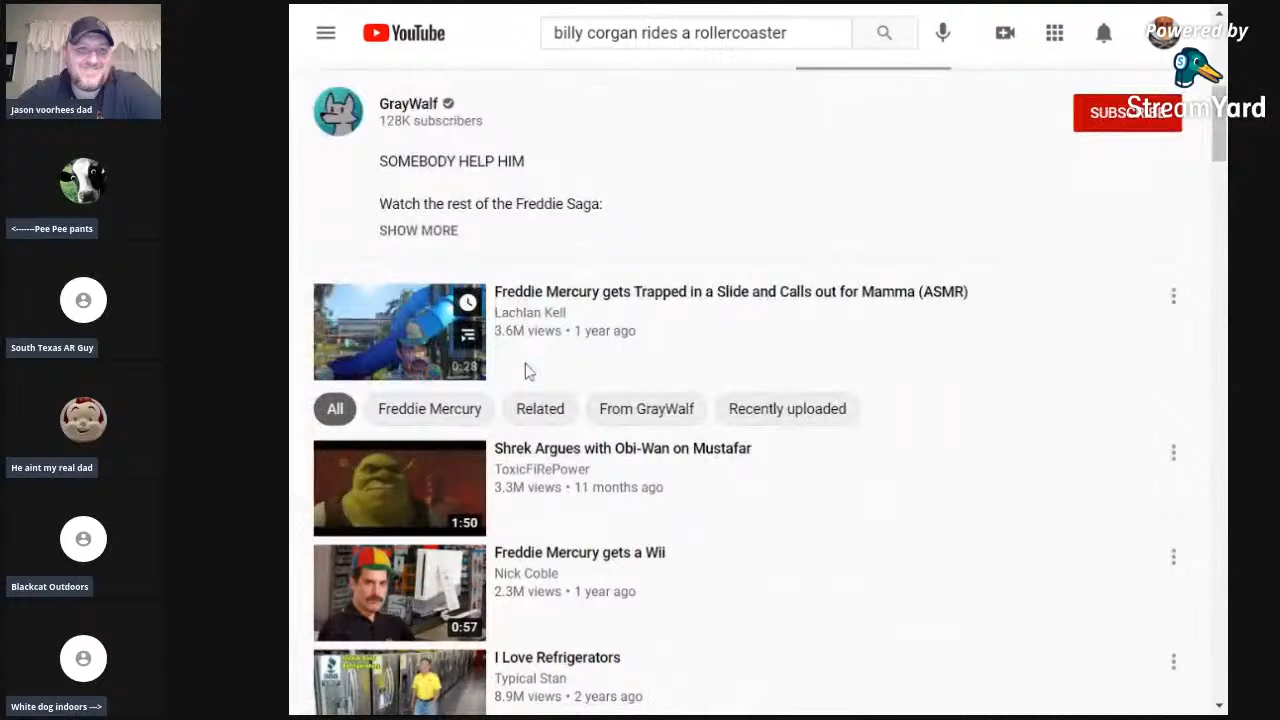 Jason voorhees dad
<-------Pee Pee pants
South Texas AR Guy
He aint my real dad
Blackcat Outdoors
White dog indoors --->
YouTube
billy corgan rides a rollercoaster
Powered by
S
StreamYard
GrayWalf
128K subscribers
SUBSCRIBE
SOMEBODY HELP HIM
Watch the rest of the Freddie Saga:
SHOW MORE
0:28
Freddie Mercury gets Trapped in a Slide and Calls out for Mamma (ASMR)
Lachlan Kell
3.6M views • 1 year ago
All
Freddie Mercury
Related
From GrayWalf
Recently uploaded
1:50
Shrek Argues with Obi-Wan on Mustafar
ToxicFiRePower
3.3M views • 11 months ago
0:57
Freddie Mercury gets a Wii
Nick Coble
2.3M views • 1 year ago
I Love Refrigerators
Typical Stan
8.9M views • 2 years ago